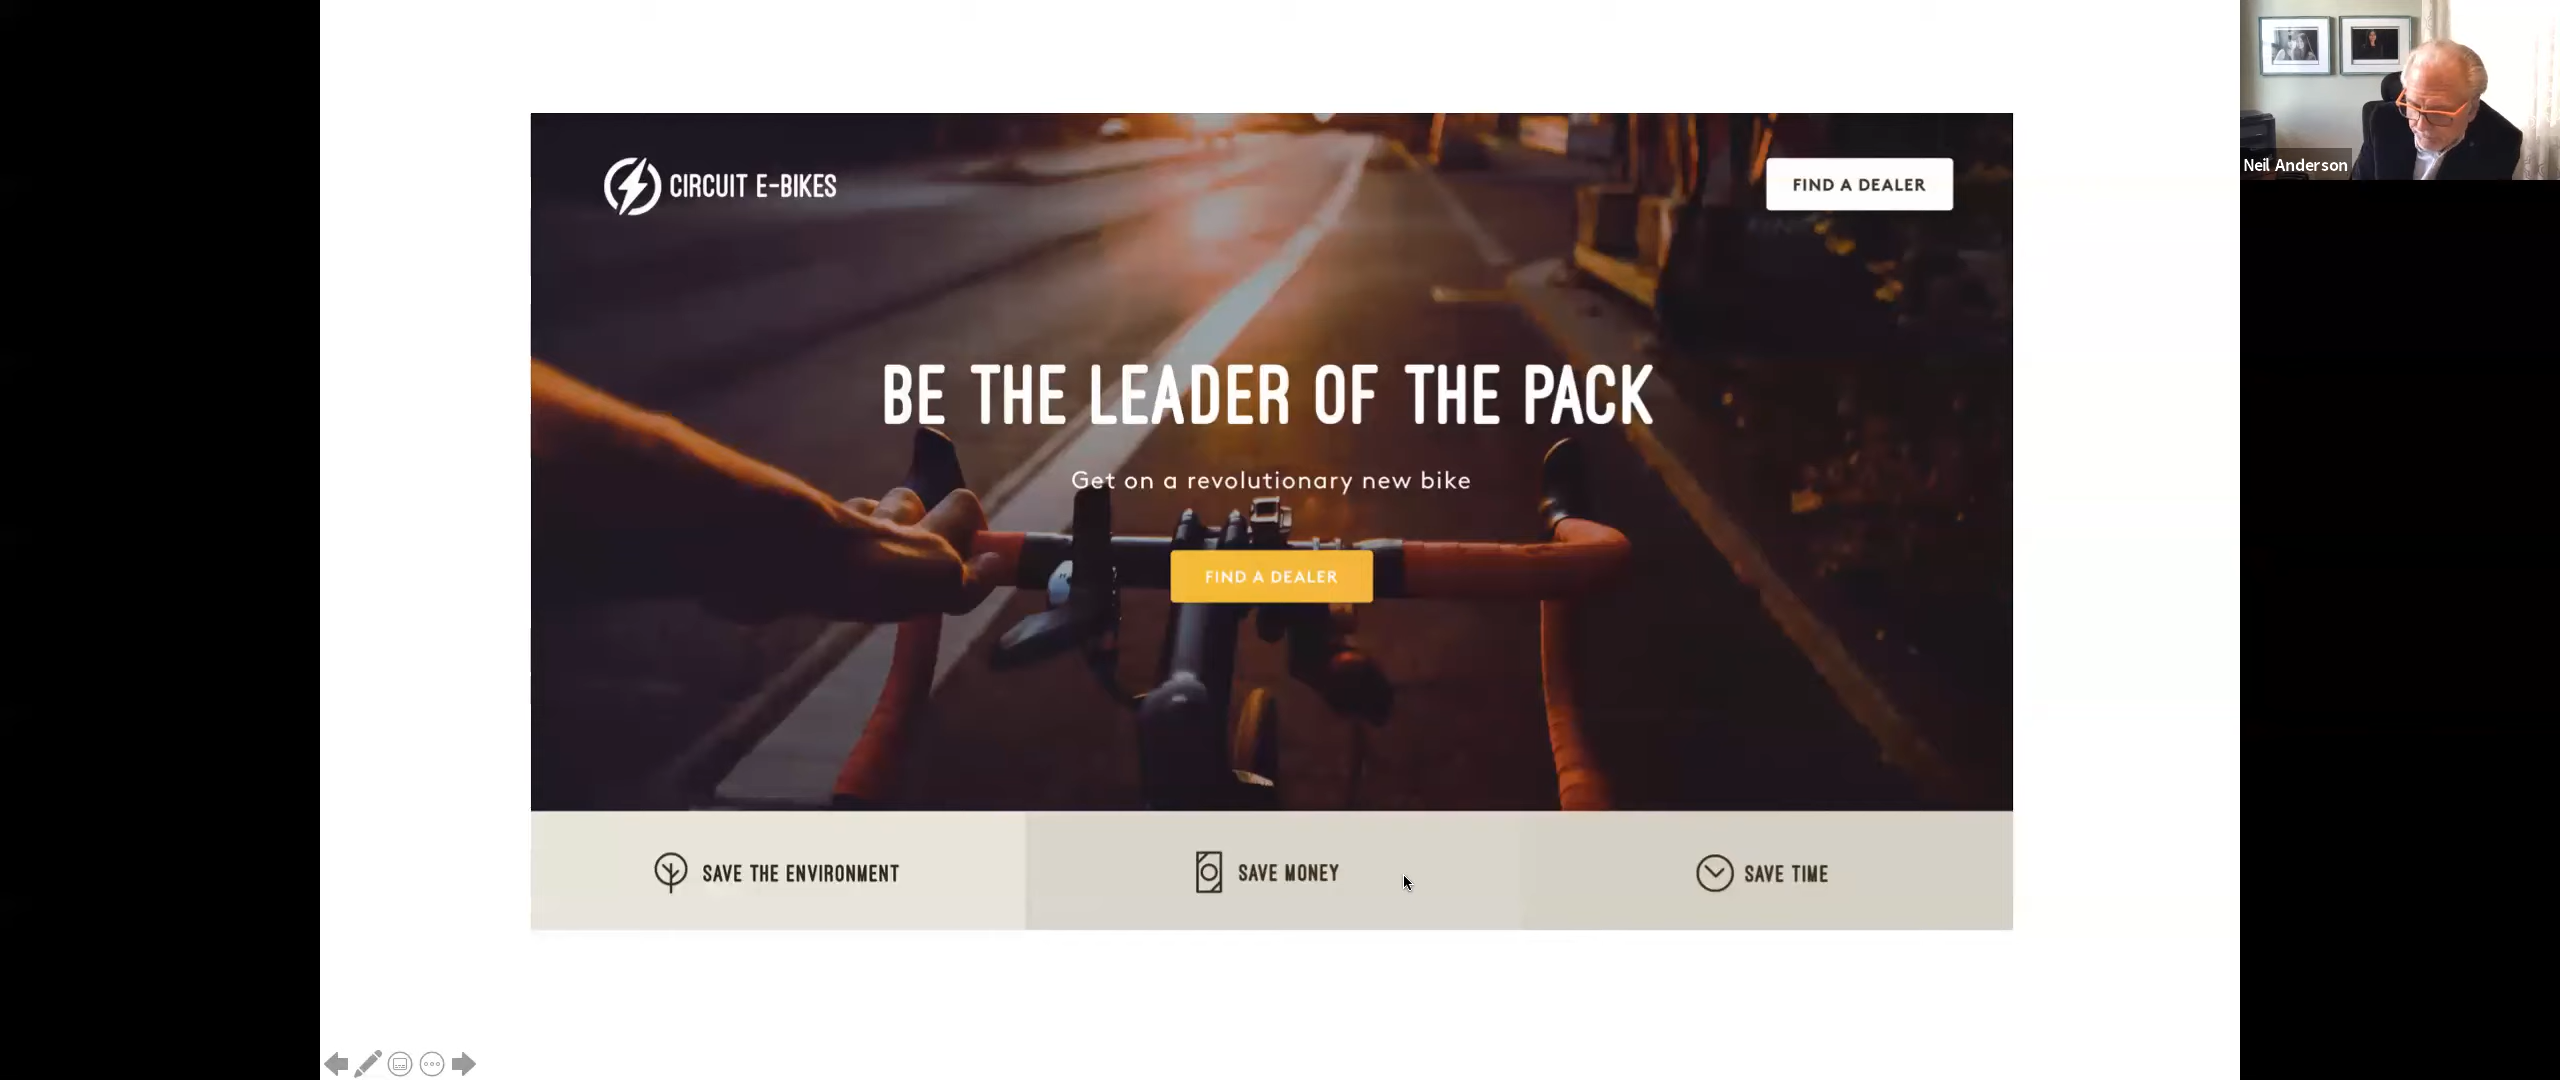 CIRCUIT E-BIKES
FIND A DEALER
Neil Anderson
BE THE LEADER OF THE PACK
Get on a revolutionary new bike
FIND A DEALER
SAVE THE ENVIRONMENT
SAVE MONEY
SAVE TIME